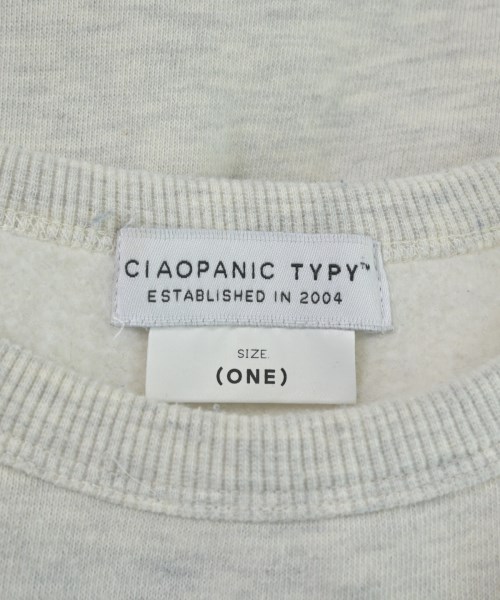 CIAOPANIC TYPY™
ESTABLISHED IN 2004
SIZE
(ONE)